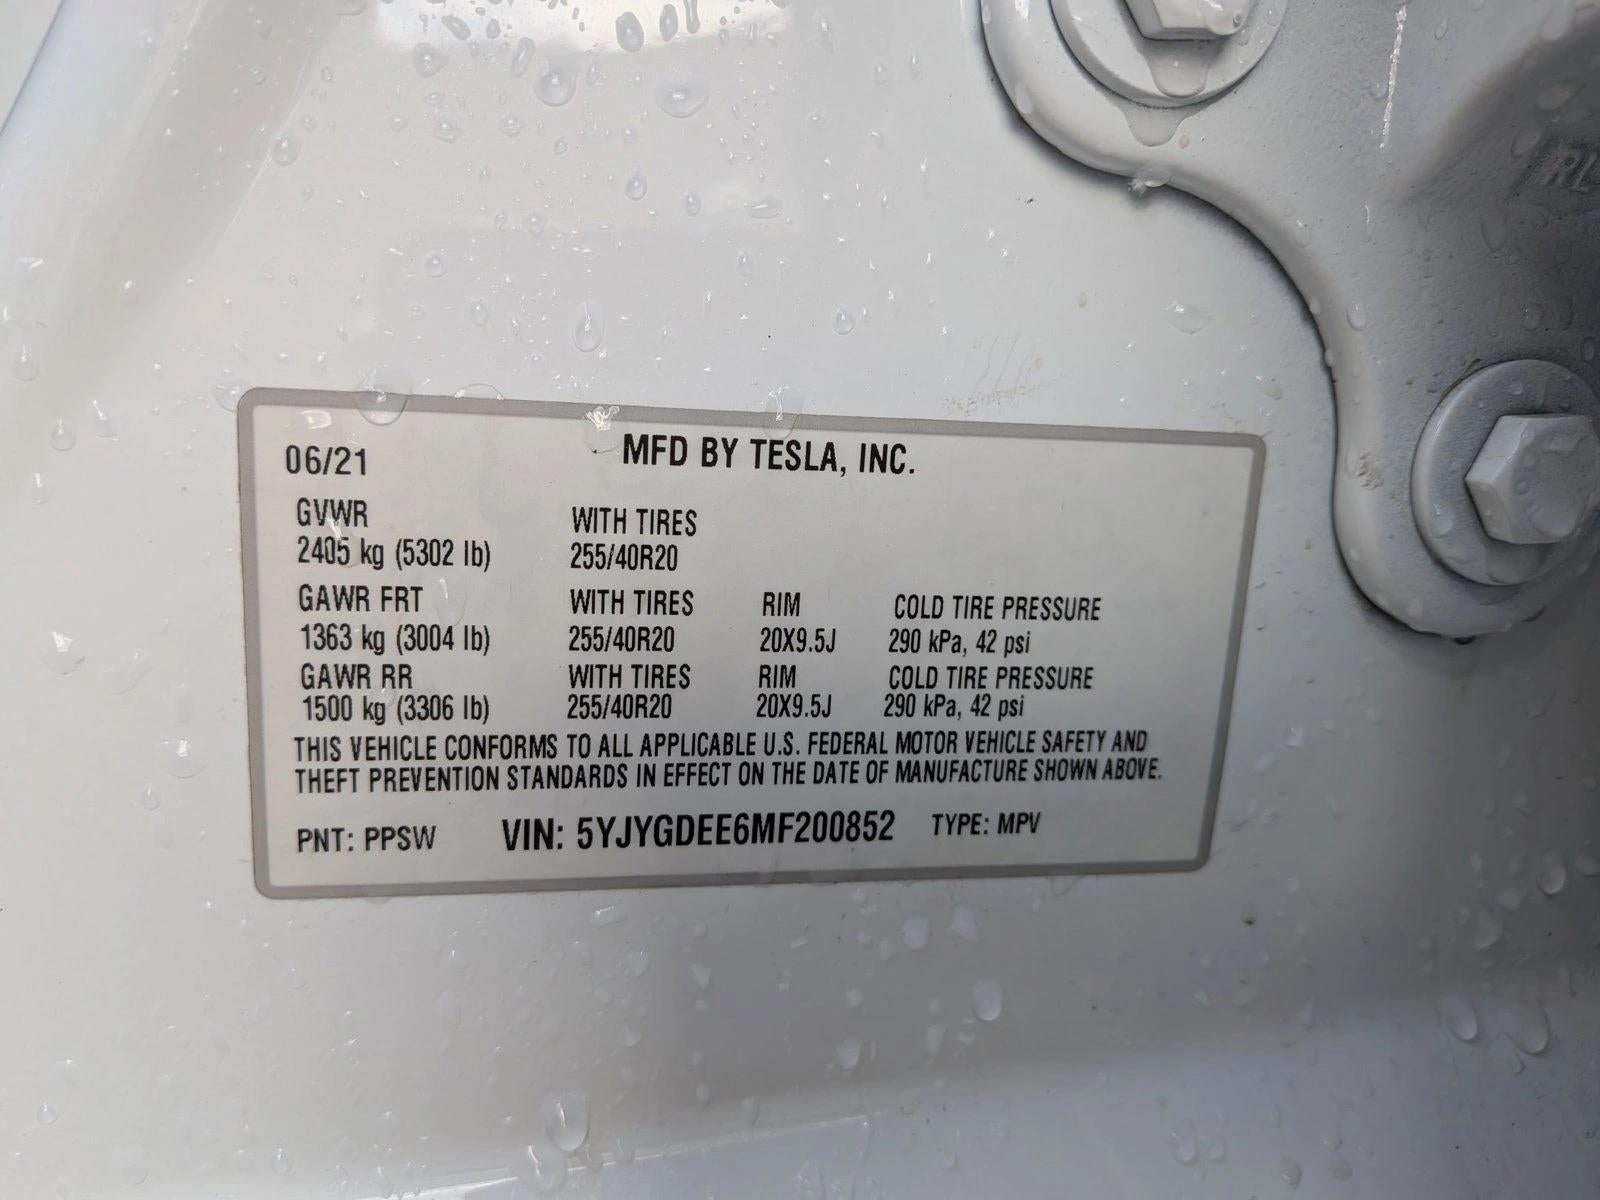 RL
06/21 MFD BY TESLA, INC.
GVWR WITH TIRES
2405 kg (5302 lb) 255/40R20
GAWR FRT WITH TIRES RIM COLD TIRE PRESSURE
1363 kg (3004 lb) 255/40R20 20X9.5J 290 kPa, 42 psi
GAWR RR WITH TIRES RIM COLD TIRE PRESSURE
1500 kg (3306 lb) 255/40R20 20X9.5J 290 kPa, 42 psi
THIS VEHICLE CONFORMS TO ALL APPLICABLE U.S. FEDERAL MOTOR VEHICLE SAFETY AND
THEFT PREVENTION STANDARDS IN EFFECT ON THE DATE OF MANUFACTURE SHOWN ABOVE.
PNT: PPSW VIN: 5YJYGDEE6MF200852 TYPE: MPV